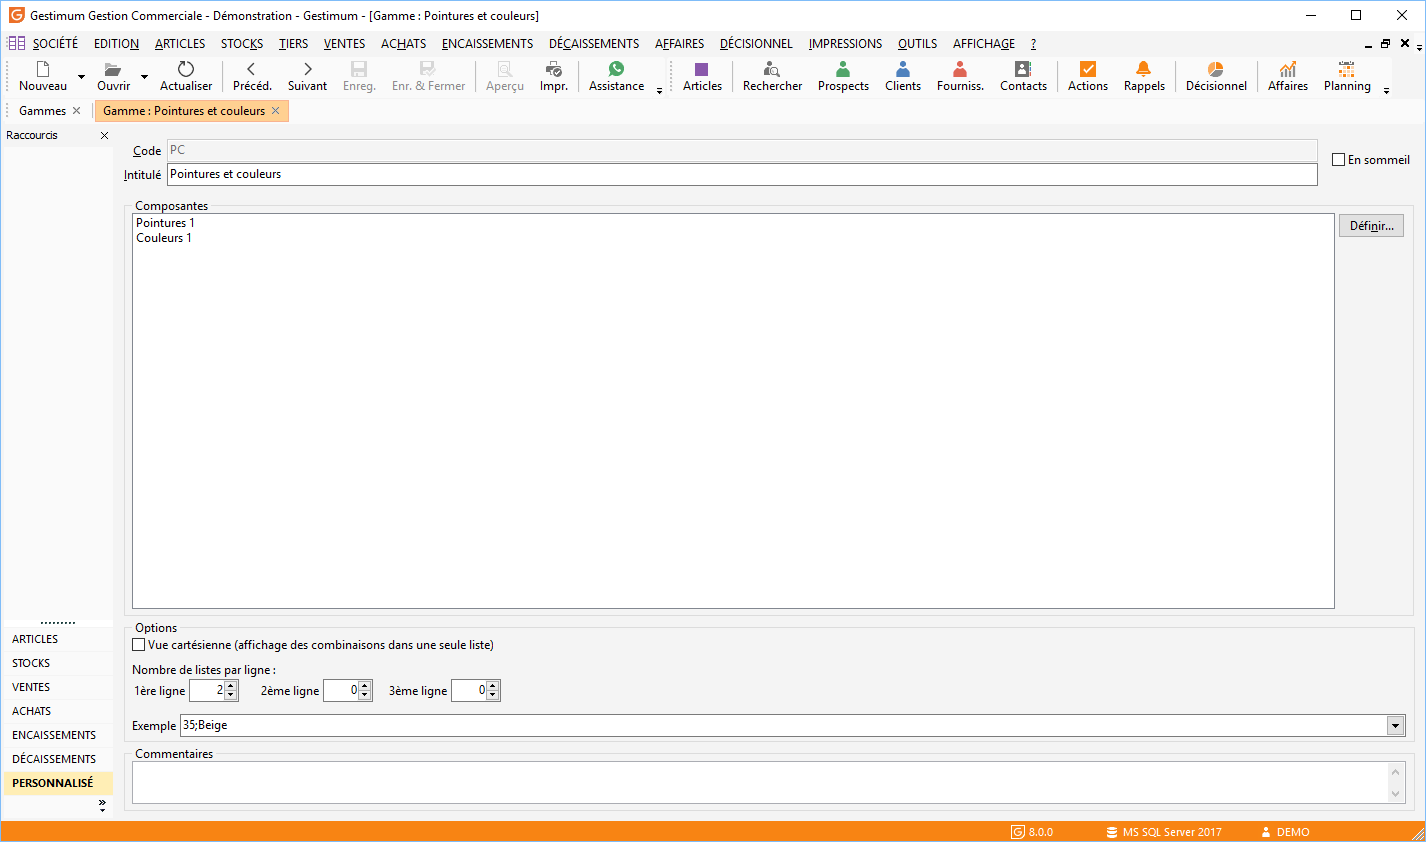 Gestimum Gestion Commerciale - Démonstration - Gestimum - [Gamme : Pointures et couleurs]
SOCIÉTÉ EDITION ARTICLES STOCKS TIERS VENTES ACHATS ENCAISSEMENTS DÉCAISSEMENTS AFFAIRES DÉCISIONNEL IMPRESSIONS OUTILS AFFICHAGE ?
Nouveau Ouvrir Actualiser Précéd. Suivant Enreg. Enr. & Fermer Aperçu Impr. Assistance Articles Rechercher Prospects Clients Fourniss. Contacts Actions Rappels Décisionnel Affaires Planning
Gammes Gamme : Pointures et couleurs
Raccourcis
Code PC
En sommeil
Intitulé Pointures et couleurs
Composantes
Pointures 1
Définir...
Couleurs 1
Options
Vue cartésienne (affichage des combinaisons dans une seule liste)
Nombre de listes par ligne :
1ère ligne 2 2ème ligne 0 3ème ligne 0
Exemple 35;Beige
Commentaires
ARTICLES
STOCKS
VENTES
ACHATS
ENCAISSEMENTS
DÉCAISSEMENTS
PERSONNALISÉ
8.0.0 MS SQL Server 2017 DEMO